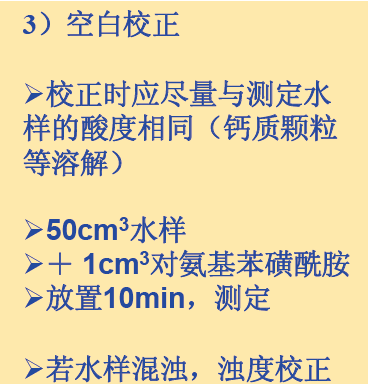 3）空白校正
➢校正时应尽量与测定水
样的酸度相同（钙质颗粒
等溶解）
➢50cm³水样
➢＋ 1cm³对氨基苯磺酰胺
➢放置10min，测定
➢若水样混浊，浊度校正